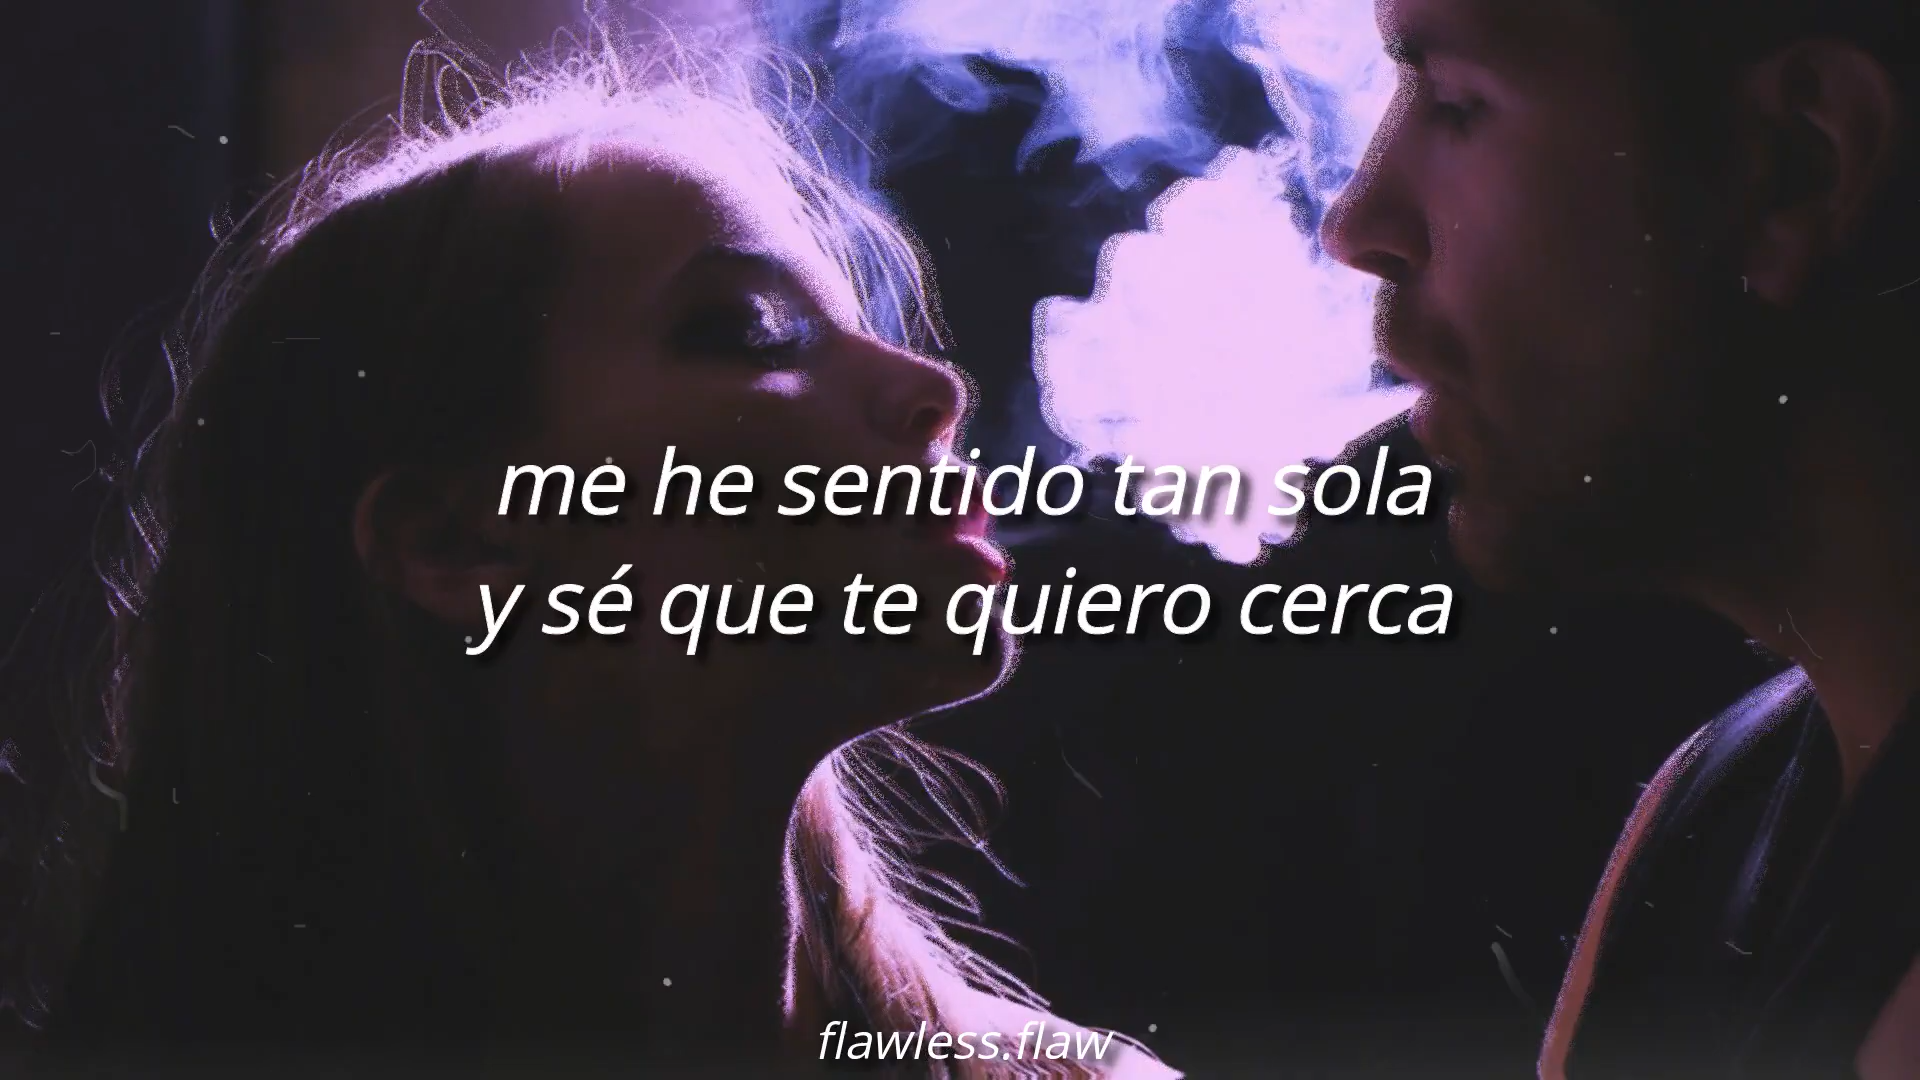 me he sentido tan sola
y sé que te quiero cerca
flawless.flaw